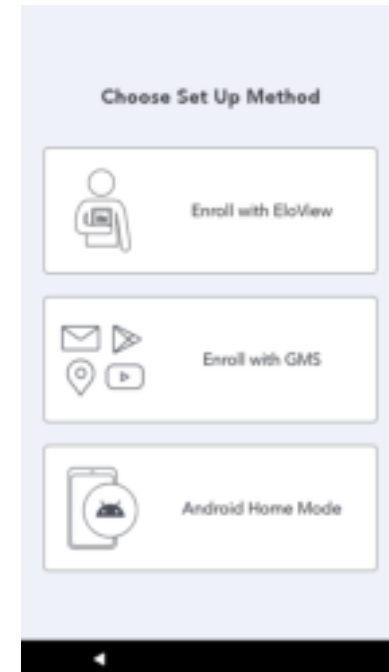 Choose Set Up Method
Enroll with EloView
Enroll with GMS
Android Home Mode